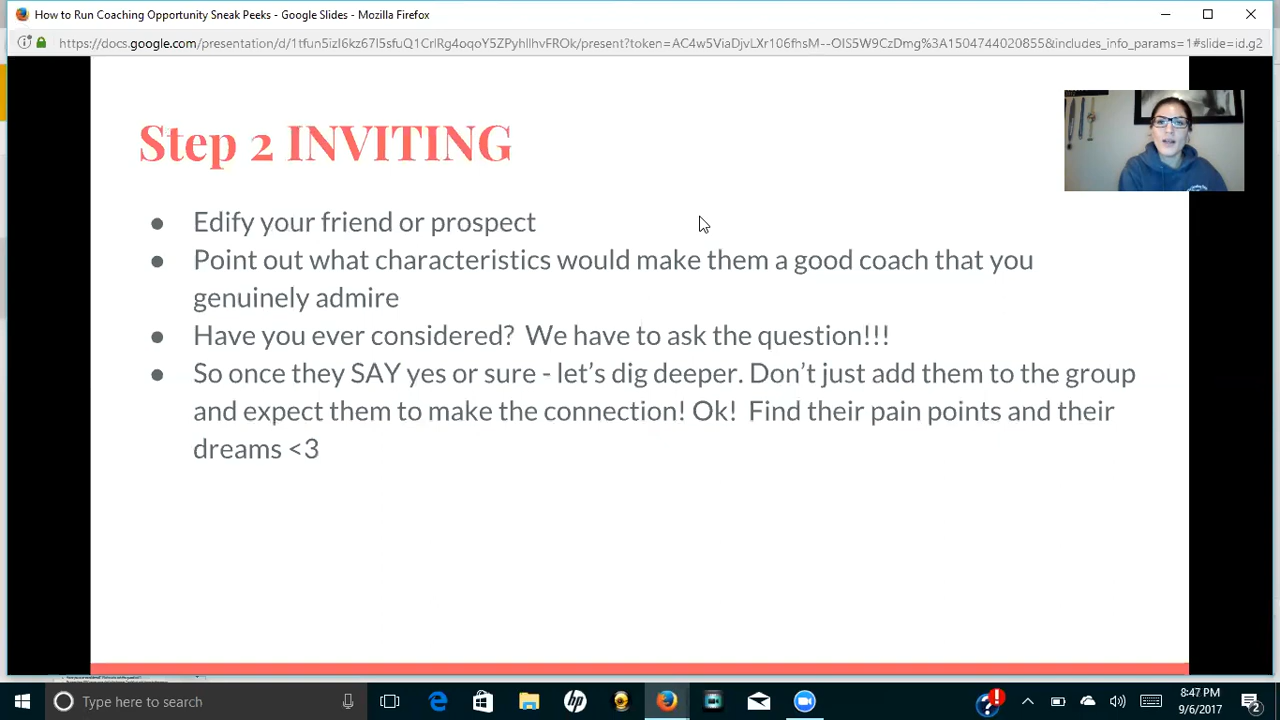 How to Run Coaching Opportunity Sneak Peeks - Google Slides - Mozilla Firefox
Step 2 INVITING
● Edify your friend or prospect
● Point out what characteristics would make them a good coach that you
genuinely admire
● Have you ever considered? We have to ask the question!!!
● So once they SAY yes or sure - let’s dig deeper. Don’t just add them to the group
and expect them to make the connection! Ok! Find their pain points and their
dreams <3
Type here to search
8:47 PM
9/6/2017
2